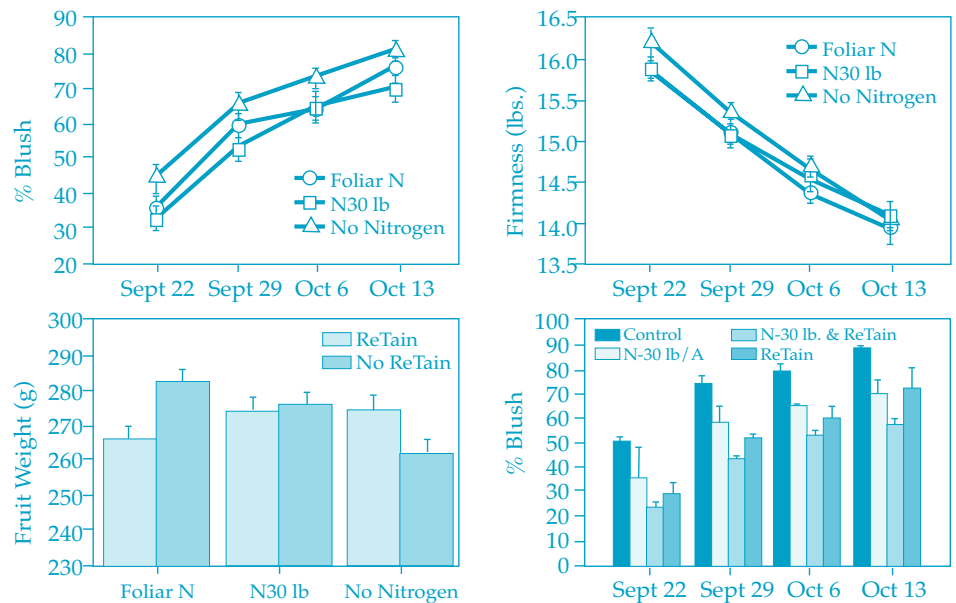 90
80
70
60
50
40
30
20
% Blush
Foliar N
N30 lb
No Nitrogen
Sept 22 Sept 29 Oct 6 Oct 13
16.0
15.5
15.0
14.5
14.0
13.5
Firmness (lbs.)
Foliar N
N30 lb
No Nitrogen
Sept 22 Sept 29 Oct 6 Oct 13
300
290
280
270
260
250
240
230
Fruit Weight (g)
ReTain
No ReTain
Foliar N N30 lb No Nitrogen
100
90
80
70
60
50
40
30
20
10
0
% Blush
Control N-30 lb. & ReTain
N-30 lb/A ReTain
Sept 22 Sept 29 Oct 6 Oct 13